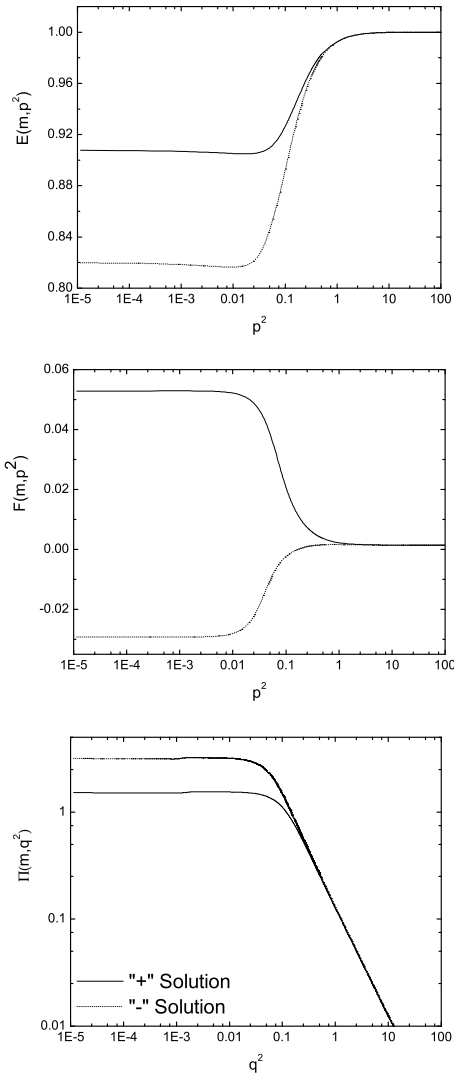 1.00
0.96
0.92
0.88
0.84
0.80
E(m,p²)
1E-5 1E-4 1E-3 0.01 0.1 1 10 100
p²
0.06
0.04
0.02
0.00
-0.02
F(m,p²)
1E-5 1E-4 1E-3 0.01 0.1 1 10 100
p²
1
0.1
0.01
Π(m,q²)
"+" Solution
"-" Solution
1E-5 1E-4 1E-3 0.01 0.1 1 10 100
q²